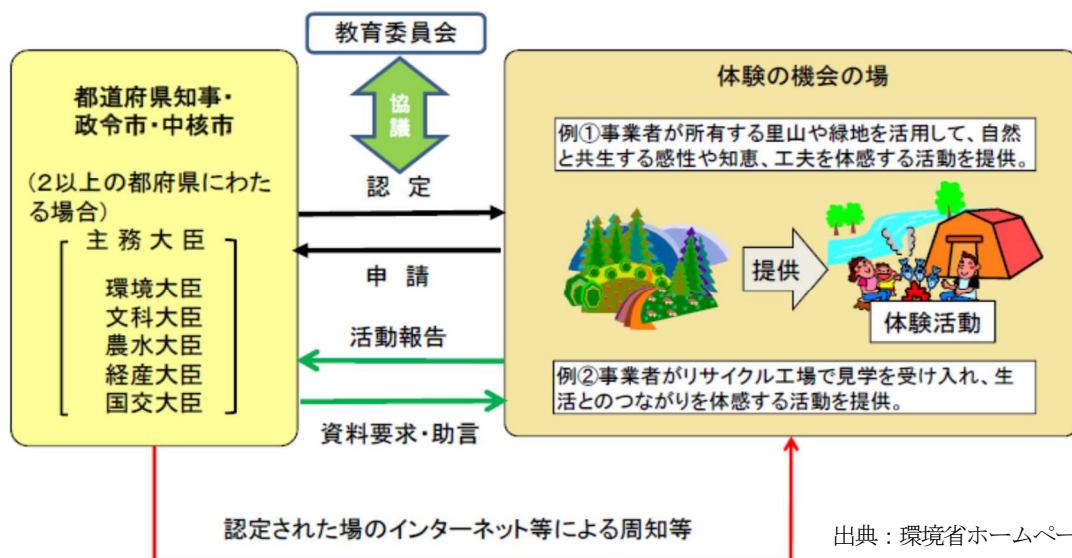 教育委員会
協議
都道府県知事・
政令市・中核市
(2以上の都府県にわた
る場合)
主務大臣
環境大臣
文科大臣
農水大臣
経産大臣
国交大臣
認 定
申 請
活動報告
資料要求・助言
体験の機会の場
例①事業者が所有する里山や緑地を活用して、自然
と共生する感性や知恵、工夫を体感する活動を提供。
提供
体験活動
例②事業者がリサイクル工場で見学を受け入れ、生
活とのつながりを体感する活動を提供。
認定された場のインターネット等による周知等
出典：環境省ホームペー